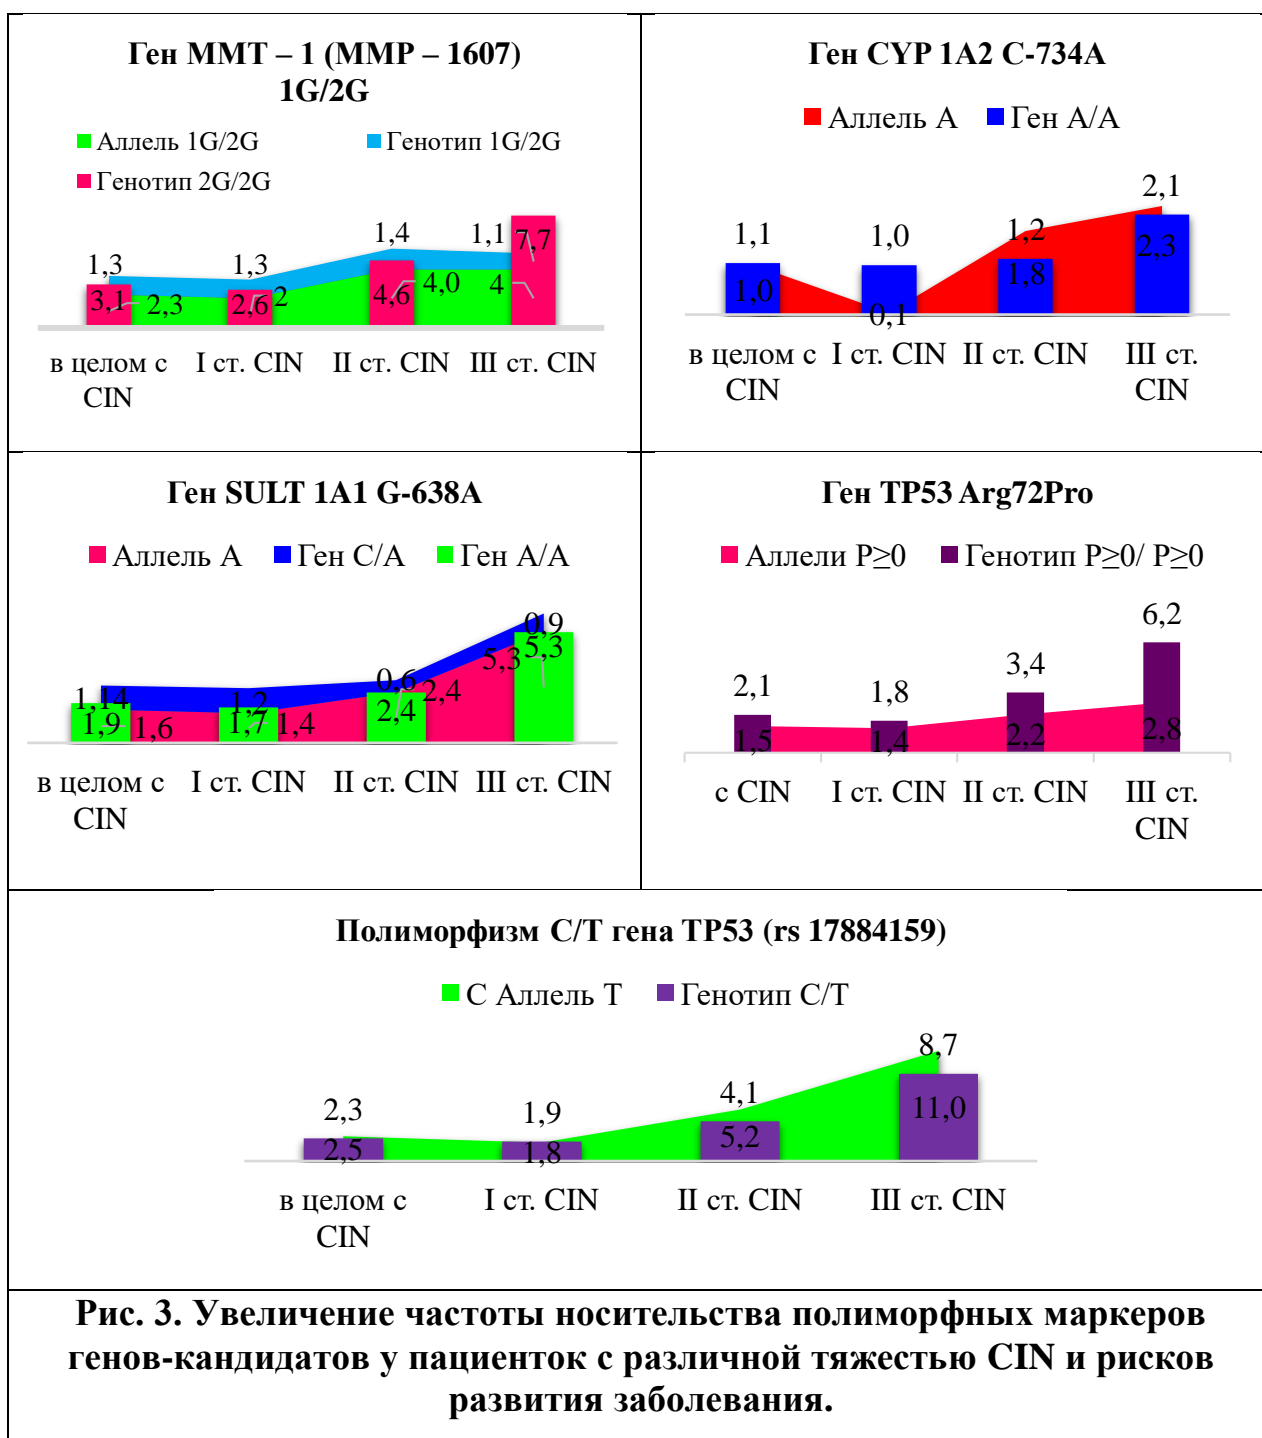 Ген ММТ – 1 (ММР – 1607)
1G/2G
Аллель 1G/2G
Генотип 1G/2G
Генотип 2G/2G
1,3
1,3
1,4
1,1
7,7
3,1
2,3
2,6
2
4,6
4,0
4
в целом с
CIN
I ст. CIN
II ст. CIN
III ст. CIN
Ген CYP 1A2 C-734A
Аллель А
Ген А/А
1,1
1,0
1,2
2,1
1,0
0,1
1,8
2,3
в целом с
CIN
I ст. CIN
II ст. CIN
III ст.
CIN
Ген SULT 1A1 G-638A
Аллель А
Ген С/А
Ген А/А
1,14
1,2
0,6
0,9
1,9
1,6
1,7
1,4
2,4
2,4
5,3
5,3
в целом с
CIN
I ст. CIN
II ст. CIN
III ст. CIN
Ген TP53 Arg72Pro
Аллели P≥0
Генотип P≥0/ P≥0
2,1
1,8
3,4
6,2
1,5
1,4
2,2
2,8
с CIN
I ст. CIN
II ст. CIN
III ст.
CIN
Полиморфизм С/Т гена TP53 (rs 17884159)
С Аллель Т
Генотип С/Т
2,3
1,9
4,1
8,7
2,5
1,8
5,2
11,0
в целом с
CIN
I ст. CIN
II ст. CIN
III ст. CIN
Рис. 3. Увеличение частоты носительства полиморфных маркеров
генов-кандидатов у пациенток с различной тяжестью CIN и рисков
развития заболевания.